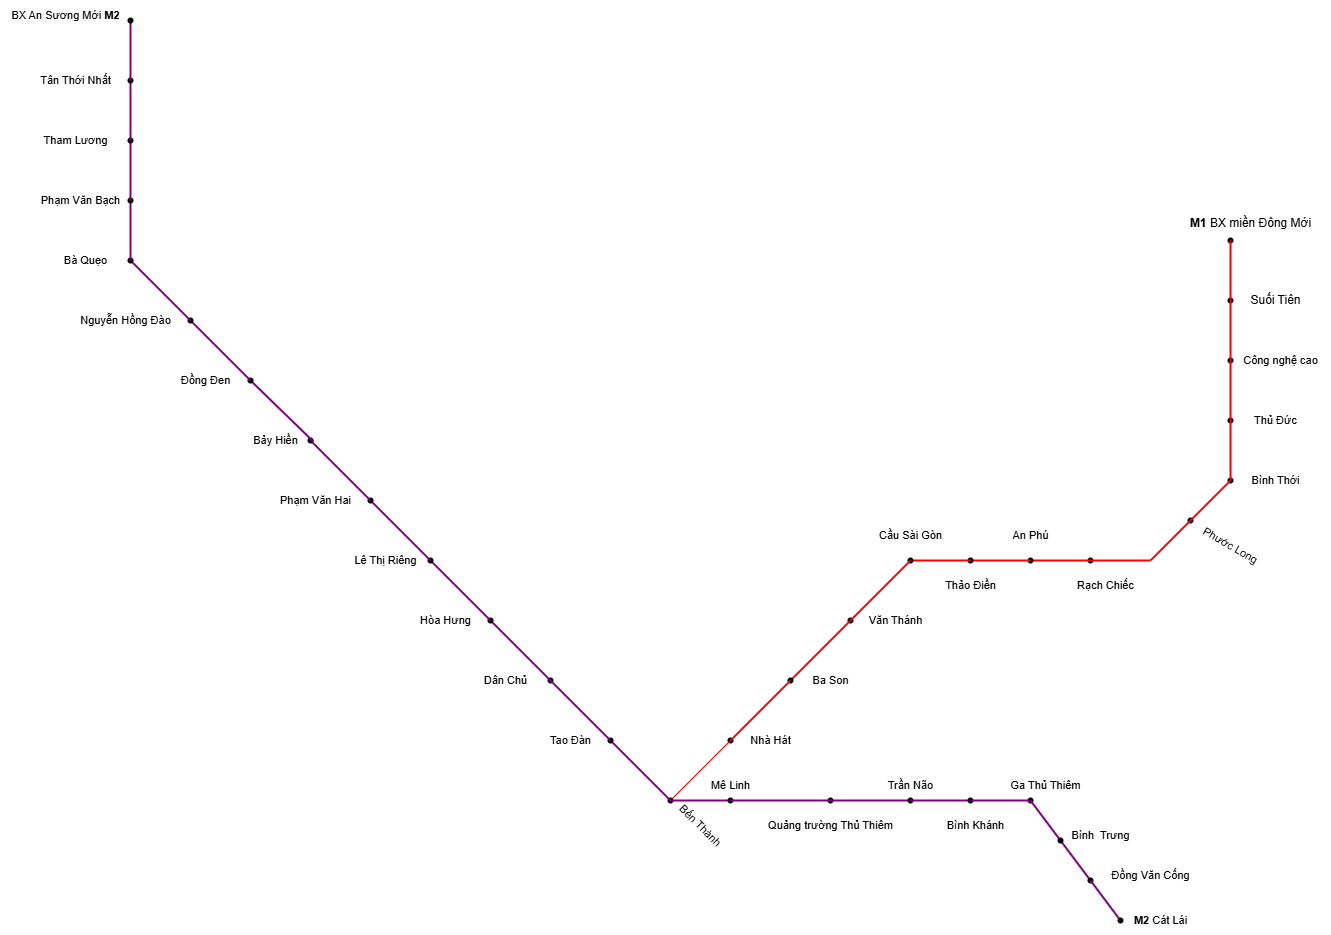 BX An Sương Mới M2
Tân Thới Nhất
Tham Lương
Phạm Văn Bạch
Bà Quẹo
Nguyễn Hồng Đào
Đồng Đen
Bảy Hiền
Phạm Văn Hai
Lê Thị Riêng
Hòa Hưng
Dân Chủ
Tao Đàn
Bến Thành
M1 BX miền Đông Mới
Suối Tiên
Công nghệ cao
Thủ Đức
Bình Thới
Phước Long
Rạch Chiếc
An Phú
Thảo Điền
Cầu Sài Gòn
Văn Thánh
Ba Son
Nhà Hát
Mê Linh
Quảng trường Thủ Thiêm
Trần Não
Bình Khánh
Ga Thủ Thiêm
Bình Trưng
Đồng Văn Cống
M2 Cát Lái